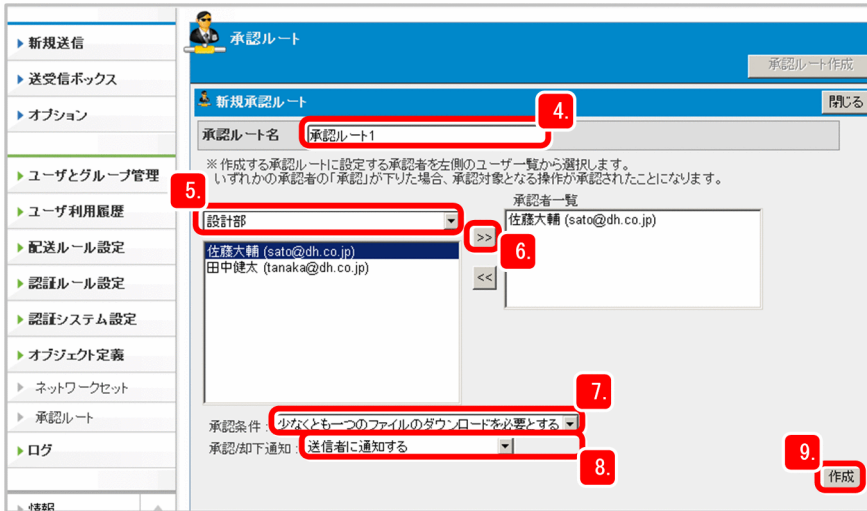 新規送信
送受信ボックス
オプション
ユーザとグループ管理
ユーザ利用履歴
配送ルール設定
認証ルール設定
認証システム設定
オブジェクト定義
ネットワークセット
承認ルート
ログ
情報
承認ルート
承認ルート作成
新規承認ルート
閉じる
4.
承認ルート名 承認ルート1
※作成する承認ルートに設定する承認者を左側のユーザ一覧から選択します。
いずれかの承認者の「承認」が下りた場合、承認対象となる操作が承認されたことになります。
5.
設計部
佐藤大輔 (sato@dh.co.jp)
田中健太 (tanaka@dh.co.jp)
>>
6.
<<
承認者一覧
佐藤大輔 (sato@dh.co.jp)
7.
承認条件 : 少なくとも一つのファイルのダウンロードを必要とする
承認/却下通知 : 送信者に通知する
8.
9.
作成